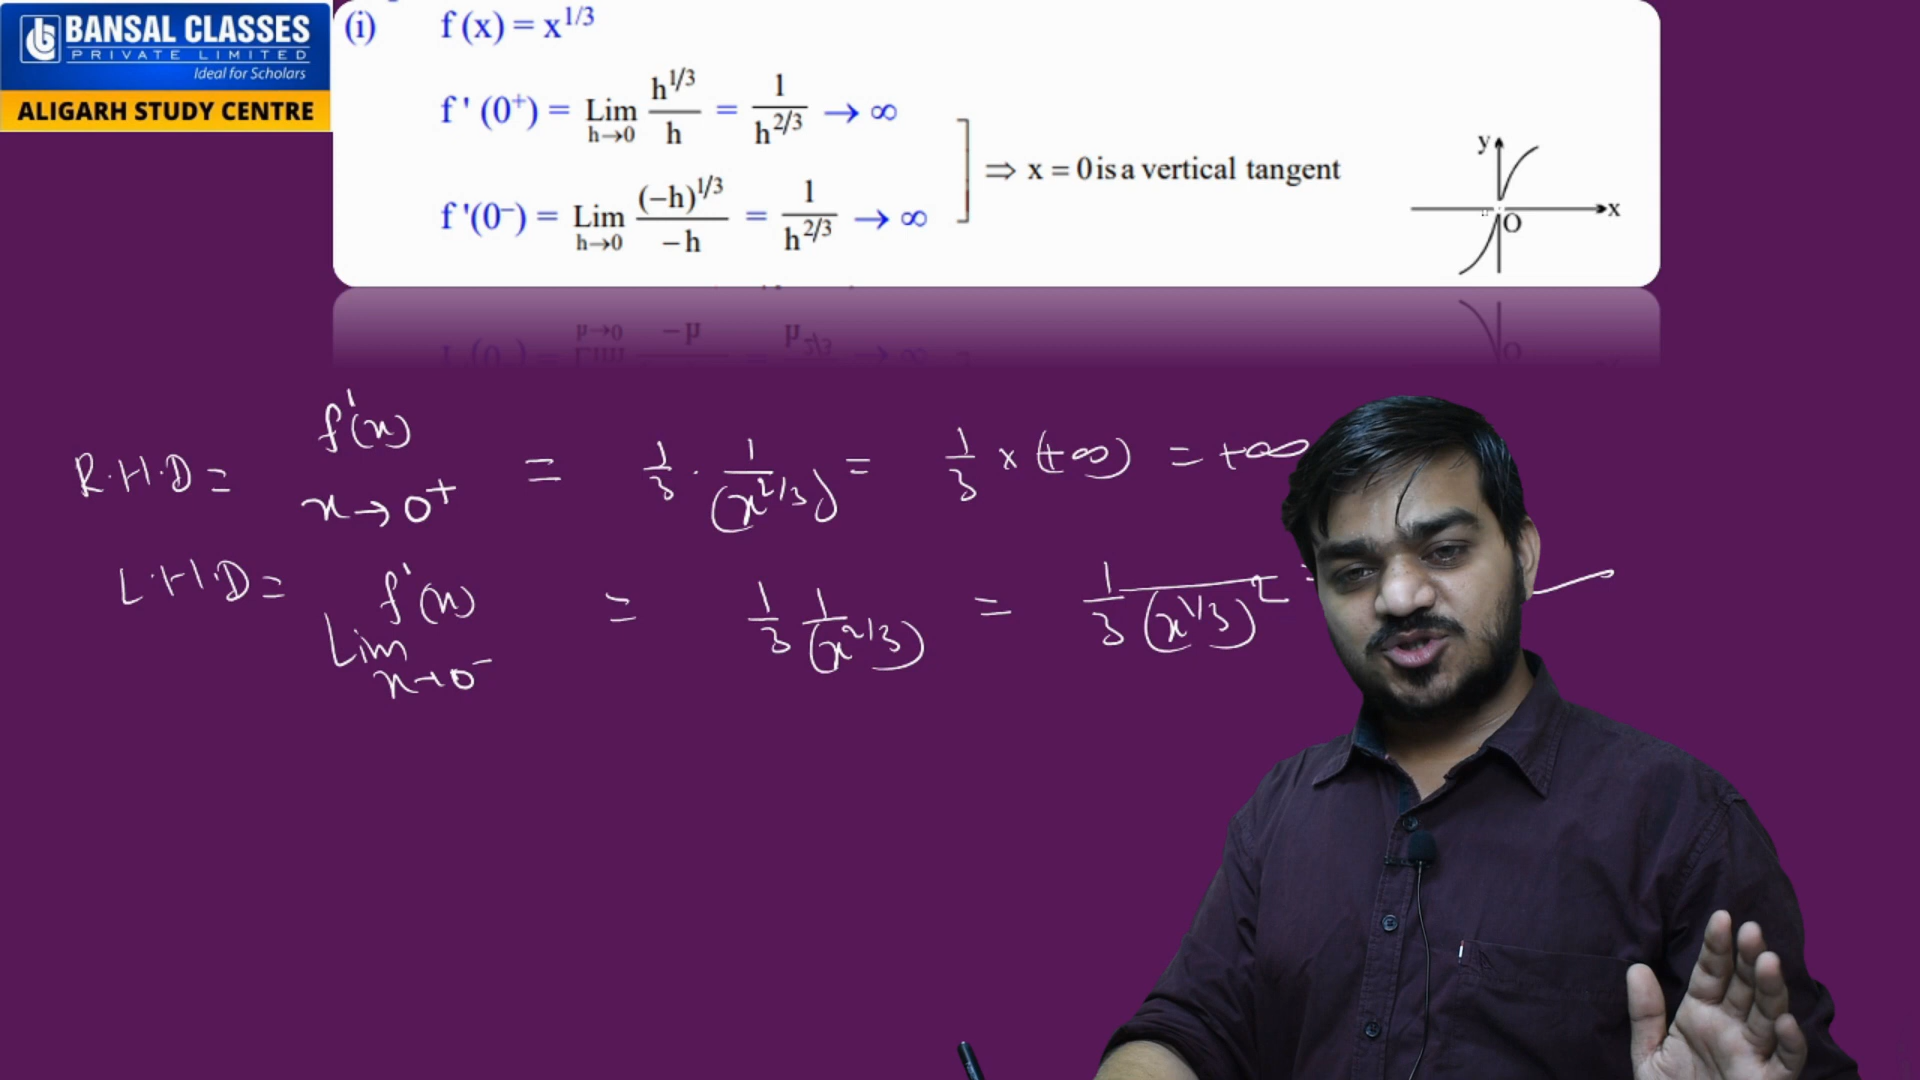 BANSAL CLASSES
PRIVATE LIMITED
Ideal for Scholars
ALIGARH STUDY CENTRE
(i) f (x) = x^{1/3}
f ' (0⁺) = Lim_{h→0} h^{1/3}/h = 1/h^{2/3} → ∞
⇒ x = 0 is a vertical tangent
f '(0⁻) = Lim_{h→0} (−h)^{1/3}/−h = 1/h^{2/3} → ∞
y
x
O
R.H.D = f'(x) x→0⁺ = 1/3 · 1/(x^{2/3}) = 1/3 × (+∞) = +∞
L.H.D = Lim_{x→0⁻} f'(x) = 1/3 1/(x^{2/3}) = 1/3 (x^{1/3})² =